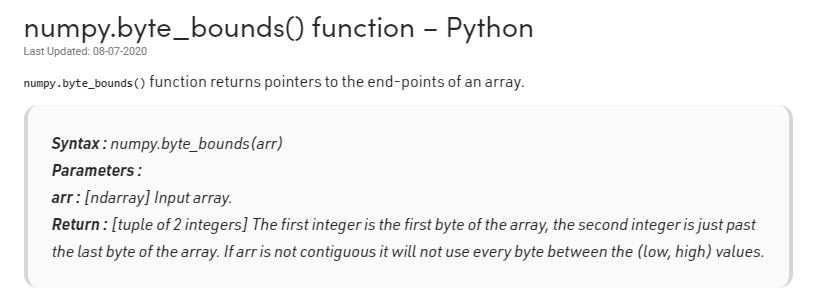 numpy.byte_bounds() function – Python
Last Updated: 08-07-2020
numpy.byte_bounds() function returns pointers to the end-points of an array.
Syntax : numpy.byte_bounds(arr)
Parameters :
arr : [ndarray] Input array.
Return : [tuple of 2 integers] The first integer is the first byte of the array, the second integer is just past
the last byte of the array. If arr is not contiguous it will not use every byte between the (low, high) values.